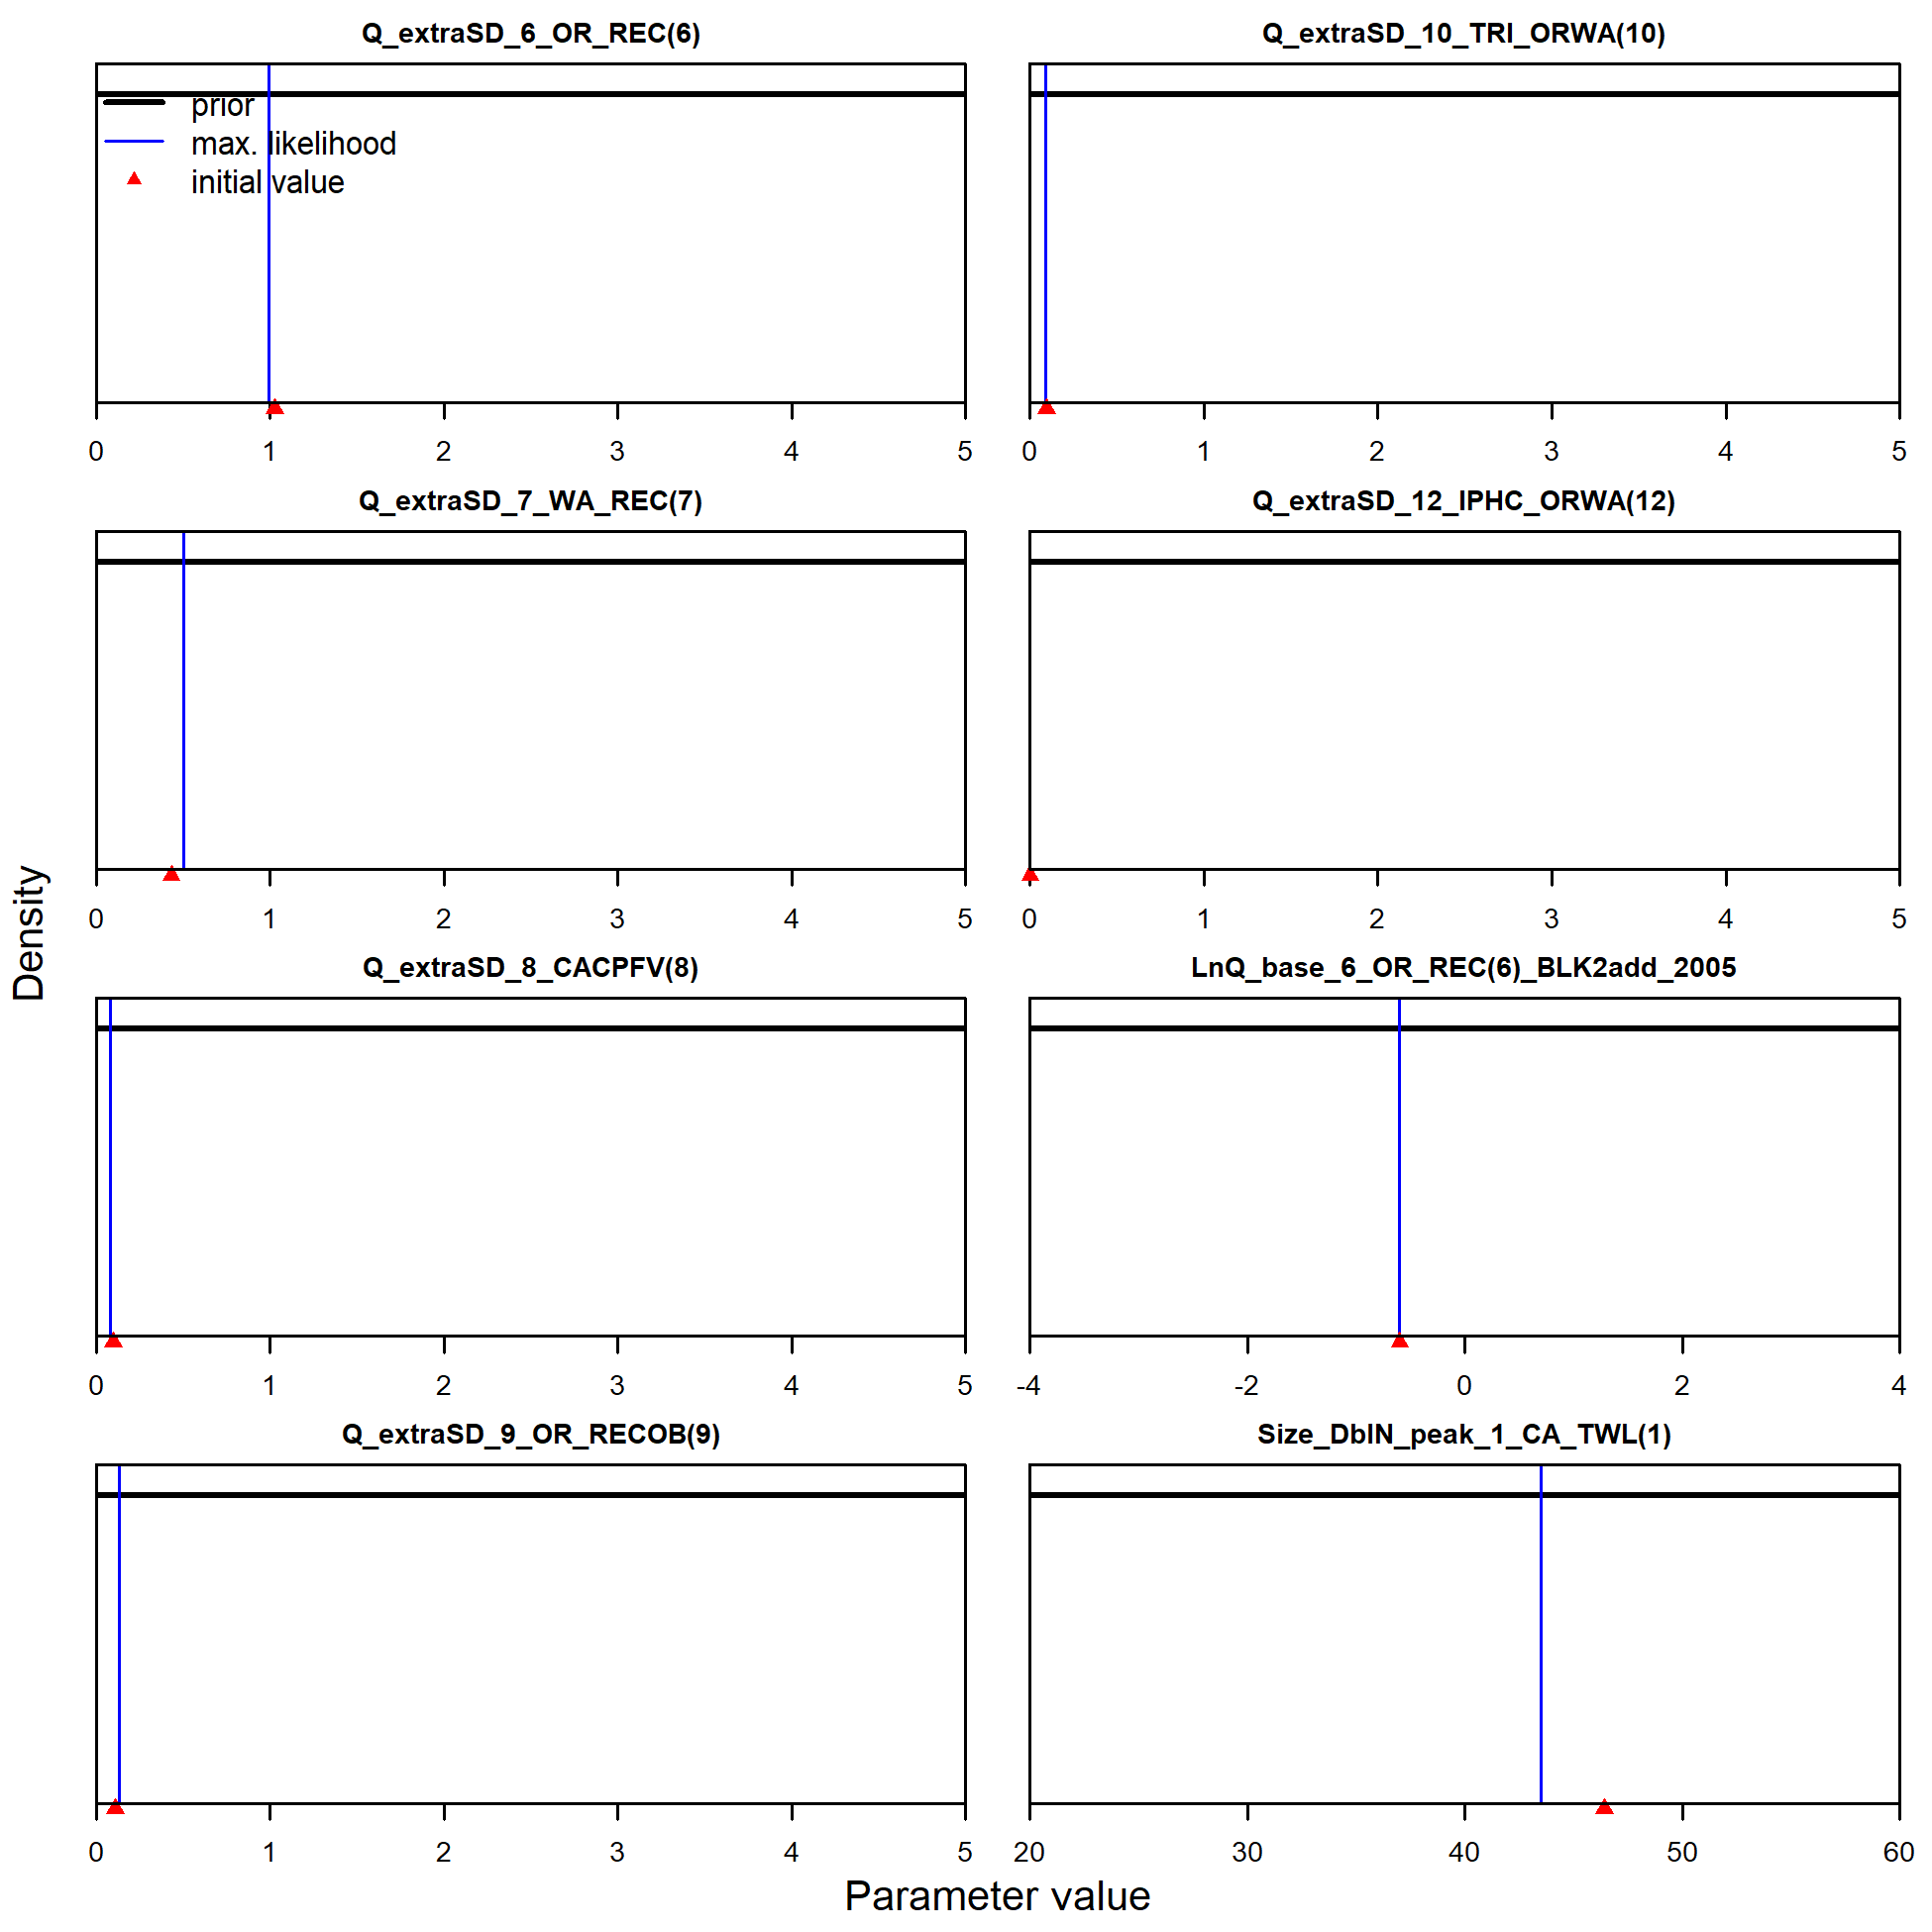 Q_extraSD_6_OR_REC(6)
prior
max. likelihood
initial value
0 1 2 3 4 5
Q_extraSD_10_TRI_ORWA(10)
0 1 2 3 4 5
Q_extraSD_7_WA_REC(7)
0 1 2 3 4 5
Q_extraSD_12_IPHC_ORWA(12)
0 1 2 3 4 5
Q_extraSD_8_CACPFV(8)
0 1 2 3 4 5
LnQ_base_6_OR_REC(6)_BLK2add_2005
-4 -2 0 2 4
Q_extraSD_9_OR_RECOB(9)
0 1 2 3 4 5
Size_DblN_peak_1_CA_TWL(1)
20 30 40 50 60
Density
Parameter value